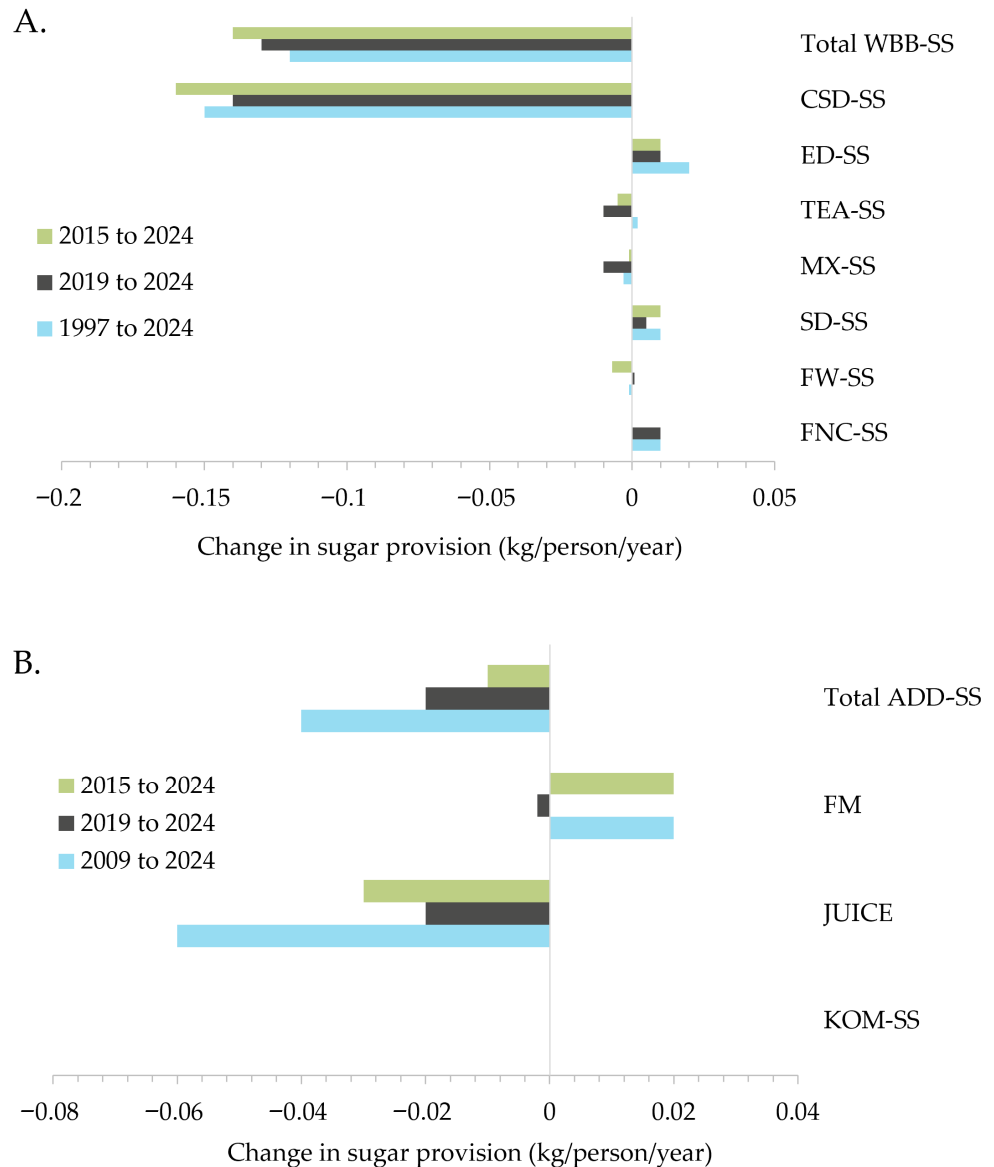 A.
Total WBB-SS
CSD-SS
ED-SS
TEA-SS
MX-SS
SD-SS
FW-SS
FNC-SS
2015 to 2024
2019 to 2024
1997 to 2024
−0.2 −0.15 −0.1 −0.05 0 0.05
Change in sugar provision (kg/person/year)
B.
Total ADD-SS
FM
JUICE
KOM-SS
2015 to 2024
2019 to 2024
2009 to 2024
−0.08 −0.06 −0.04 −0.02 0 0.02 0.04
Change in sugar provision (kg/person/year)